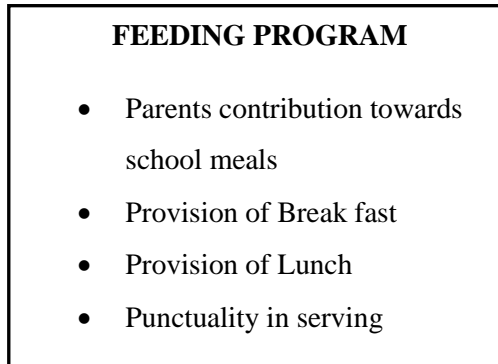 FEEDING PROGRAM
• Parents contribution towards
school meals
• Provision of Break fast
• Provision of Lunch
• Punctuality in serving